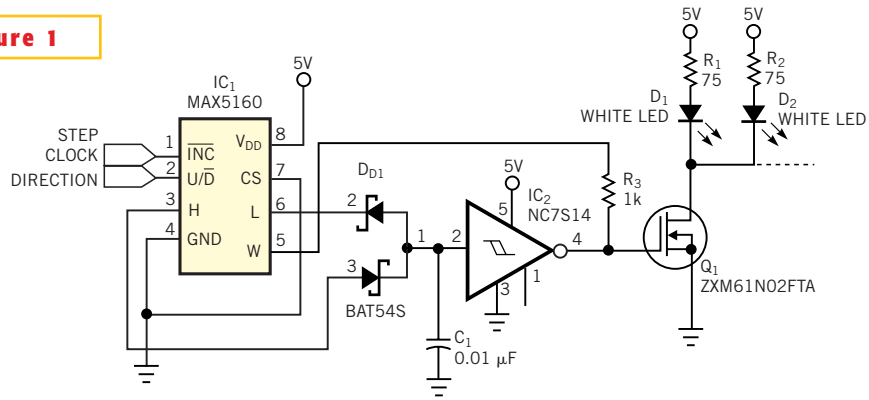 ure 1
IC1
MAX5160
5V
STEP
CLOCK
DIRECTION
1
2
3
4
INC
U/D
H
GND
VDD
CS
L
W
8
7
6
5
DD1
2
3
BAT54S
1
C1
0.01 μF
5V
5
IC2
NC7S14
2
4
3
1
R3
1k
5V
5V
R1
75
R2
75
D1
WHITE LED
D2
WHITE LED
Q1
ZXM61N02FTA